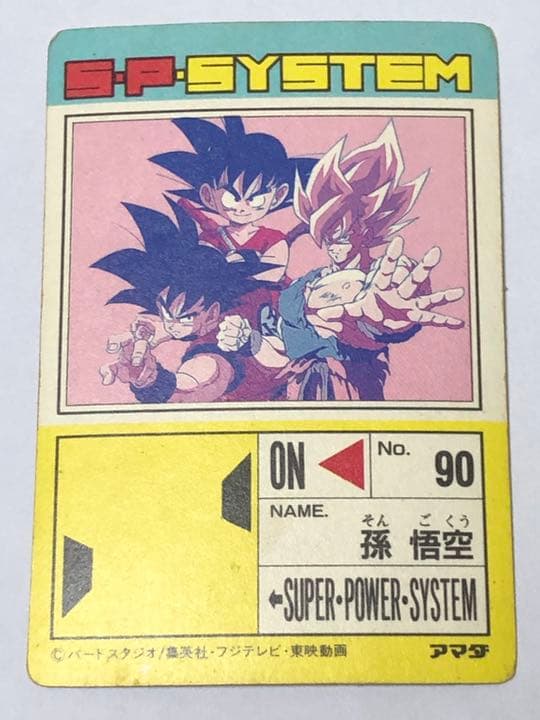 S・P・SYSTEM
ON
No. 90
NAME.
そん ご くう
孫 悟空
SUPER・POWER・SYSTEM
©バードスタジオ/集英社・フジテレビ・東映動画
アマダ